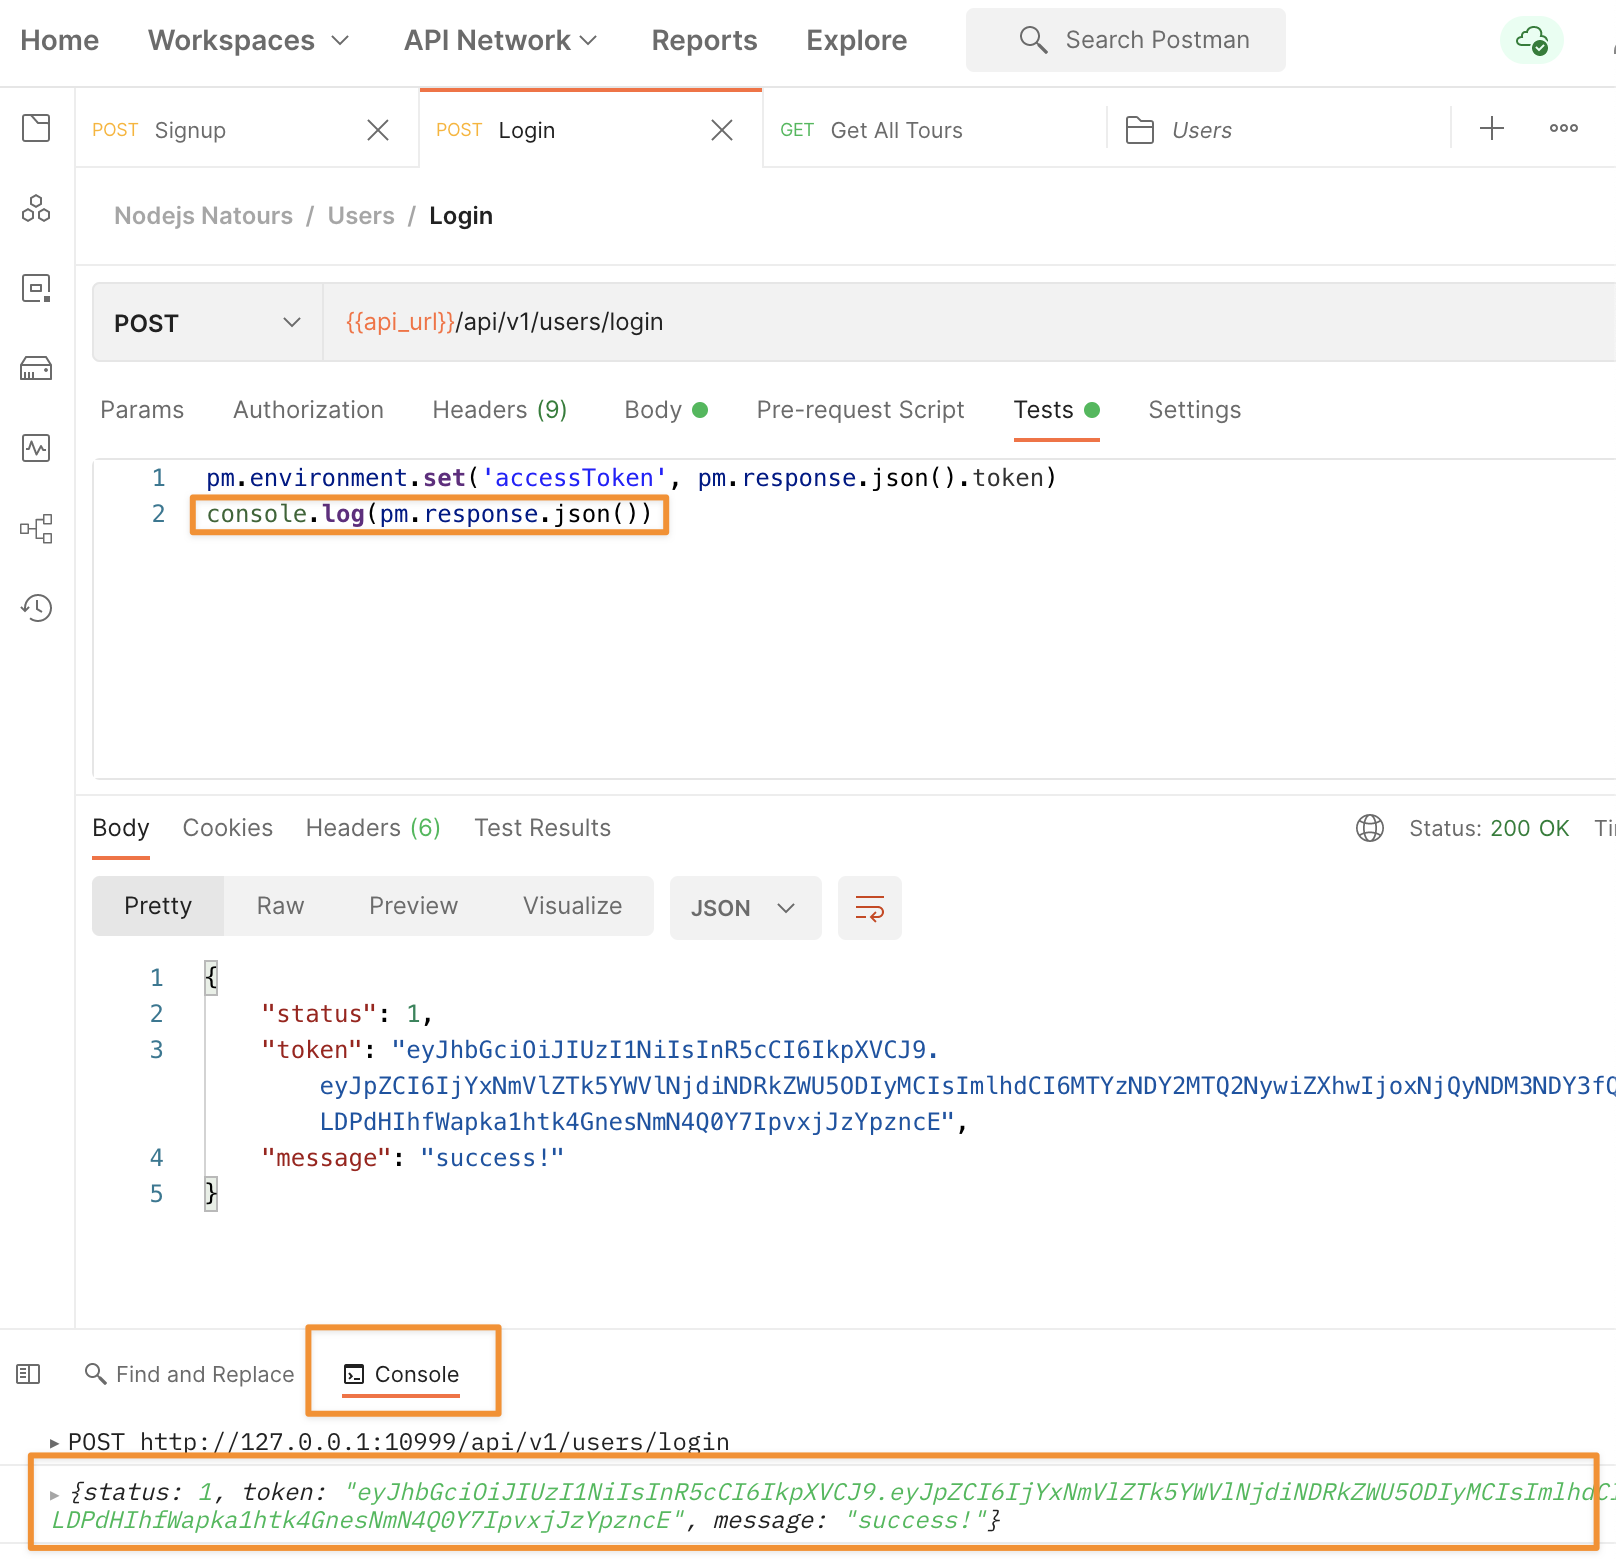 Home Workspaces API Network Reports Explore Search Postman
POST Signup POST Login GET Get All Tours Users
Nodejs Natours / Users / Login
POST {{api_url}}/api/v1/users/login
Params Authorization Headers (9) Body Pre-request Script Tests Settings
1 pm.environment.set('accessToken', pm.response.json().token)
2 console.log(pm.response.json())
Body Cookies Headers (6) Test Results Status: 200 OK
Pretty Raw Preview Visualize JSON
1 {
2 "status": 1,
3 "token": "eyJhbGciOiJIUzI1NiIsInR5cCI6IkpXVCJ9.
eyJpZCI6IjYxNmVlZTk5YWVlNjdiNDRkZWU5ODIyMCIsImlhdCI6MTYzNDY2MTQ2NywiZXhwIjoxNjQyNDM3NDY3fQ
LDPdHIhfWapka1htk4GnesNmN4Q0Y7IpvxjJzYpzncE",
4 "message": "success!"
5 }
Find and Replace Console
POST http://127.0.0.1:10999/api/v1/users/login
{status: 1, token: "eyJhbGciOiJIUzI1NiIsInR5cCI6IkpXVCJ9.eyJpZCI6IjYxNmVlZTk5YWVlNjdiNDRkZWU5ODIyMCIsImlhdCI
LDPdHIhfWapka1htk4GnesNmN4Q0Y7IpvxjJzYpzncE", message: "success!"}